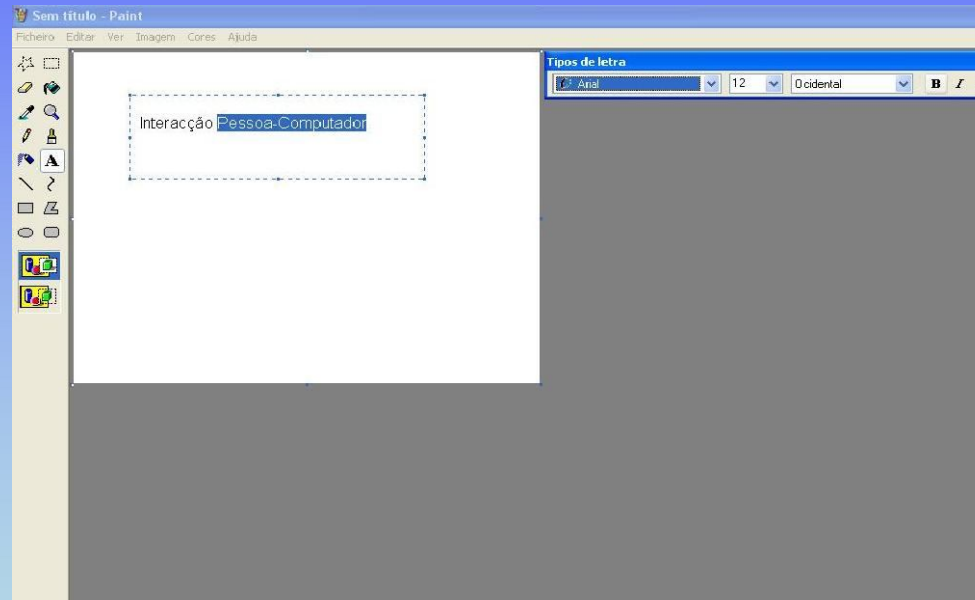 Sem título - Paint
Ficheiro Editar Ver Imagem Cores Ajuda
Tipos de letra
Arial 12 Ocidental B I
A
Interacção Pessoa-Computador